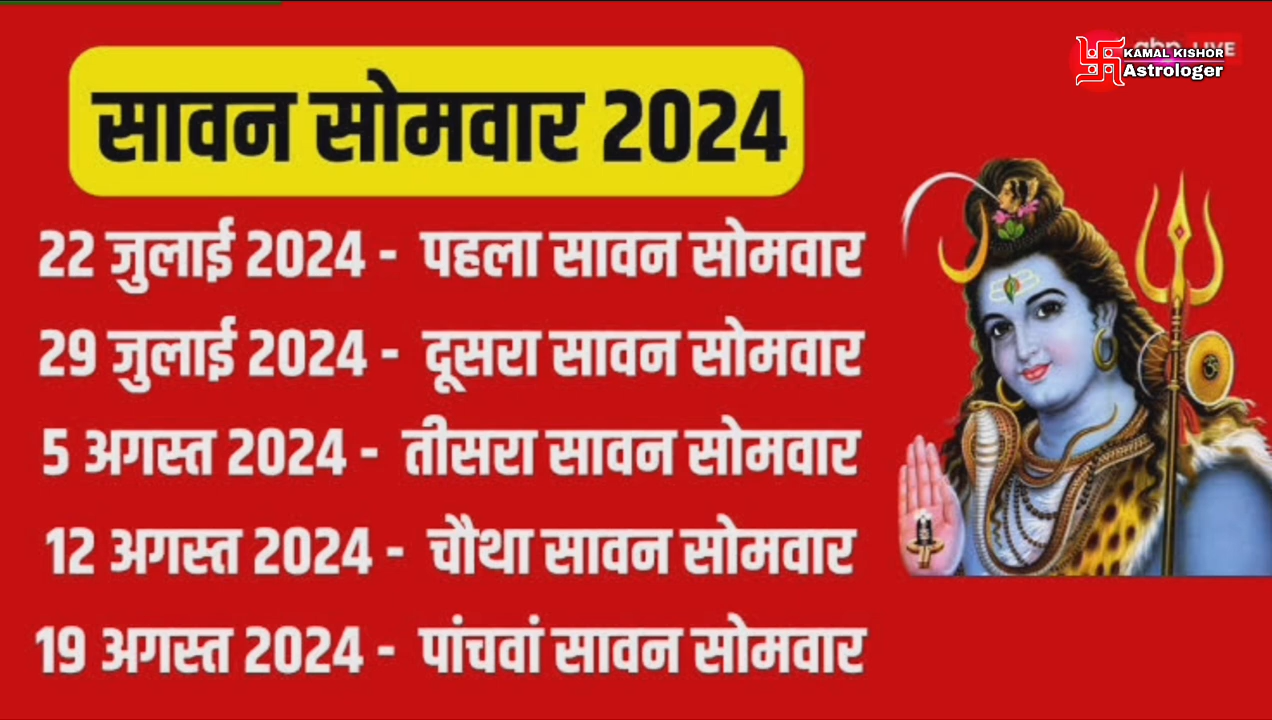 सावन सोमवार 2024
KAMAL KISHOR
Astrologer
22 जुलाई 2024 - पहला सावन सोमवार
29 जुलाई 2024 - दूसरा सावन सोमवार
5 अगस्त 2024 - तीसरा सावन सोमवार
12 अगस्त 2024 - चौथा सावन सोमवार
19 अगस्त 2024 - पांचवां सावन सोमवार